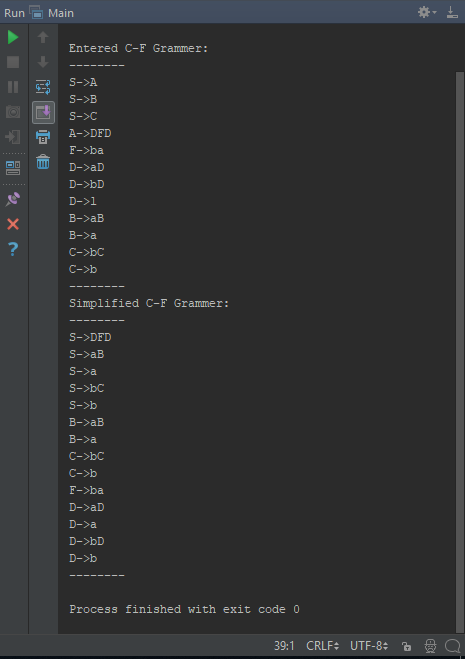 Run Main
Entered C-F Grammer:
--------
S->A
S->B
S->C
A->DFD
F->ba
D->aD
D->bD
D->l
B->aB
B->a
C->bC
C->b
--------
Simplified C-F Grammer:
--------
S->DFD
S->aB
S->a
S->bC
S->b
B->aB
B->a
C->bC
C->b
F->ba
D->aD
D->a
D->bD
D->b
--------
Process finished with exit code 0
39:1 CRLF UTF-8